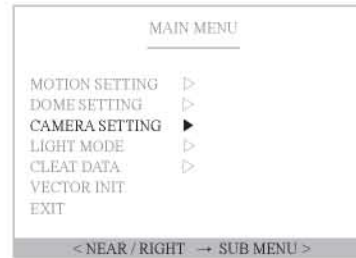 MAIN MENU
MOTION SETTING ▷
DOME SETTING ▷
CAMERA SETTING ▶
LIGHT MODE ▷
CLEAT DATA ▷
VECTOR INIT
EXIT
< NEAR / RIGHT → SUB MENU >